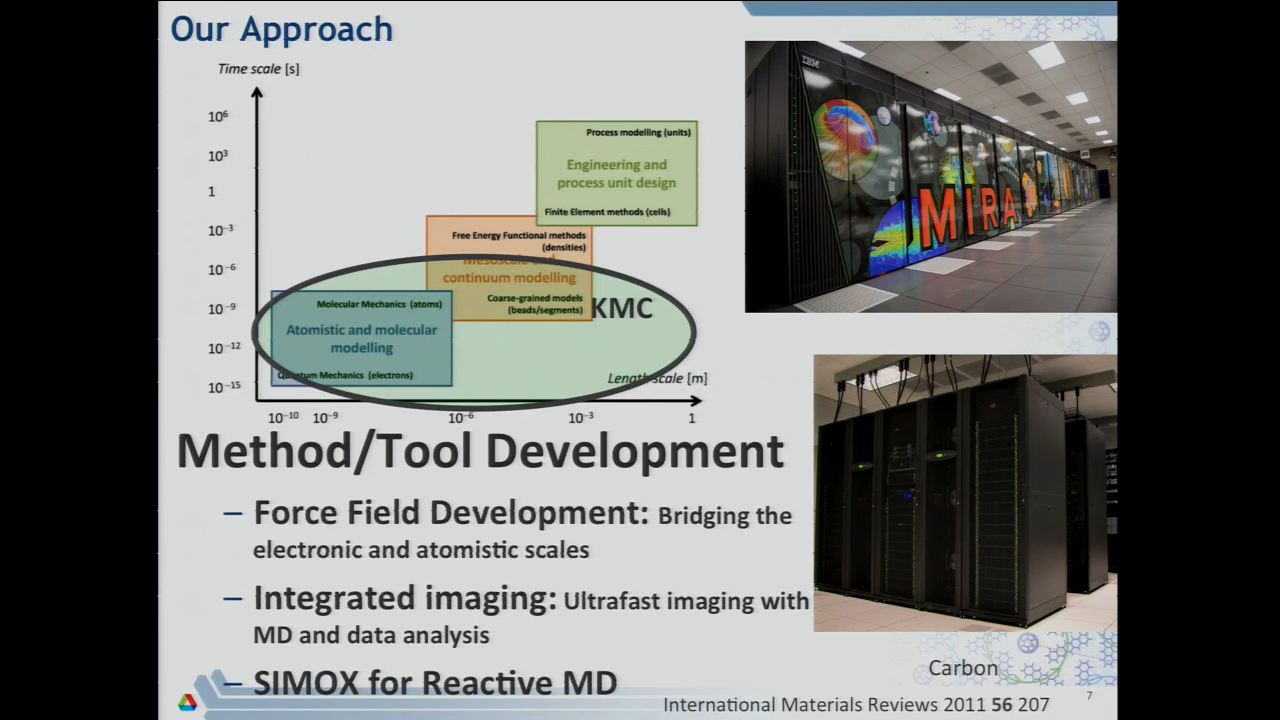 Our Approach
Time scale [s]
10⁶
10³
1
10⁻³
10⁻⁶
10⁻⁹
10⁻¹²
10⁻¹⁵
Process modelling (units)
Engineering and
process unit design
Finite Element methods (cells)
Free Energy Functional methods
(densities)
Mesoscale and
continuum modelling
Coarse-grained models
(beads/segments)
KMC
Molecular Mechanics (atoms)
Atomistic and molecular
modelling
Quantum Mechanics (electrons)
Length scale [m]
10⁻¹⁰ 10⁻⁹ 10⁻⁶ 10⁻³ 1
IBM
MIRA
Method/Tool Development
– Force Field Development: Bridging the
electronic and atomistic scales
– Integrated imaging: Ultrafast imaging with
MD and data analysis
– SIMOX for Reactive MD
Carbon
International Materials Reviews 2011 56 207
7